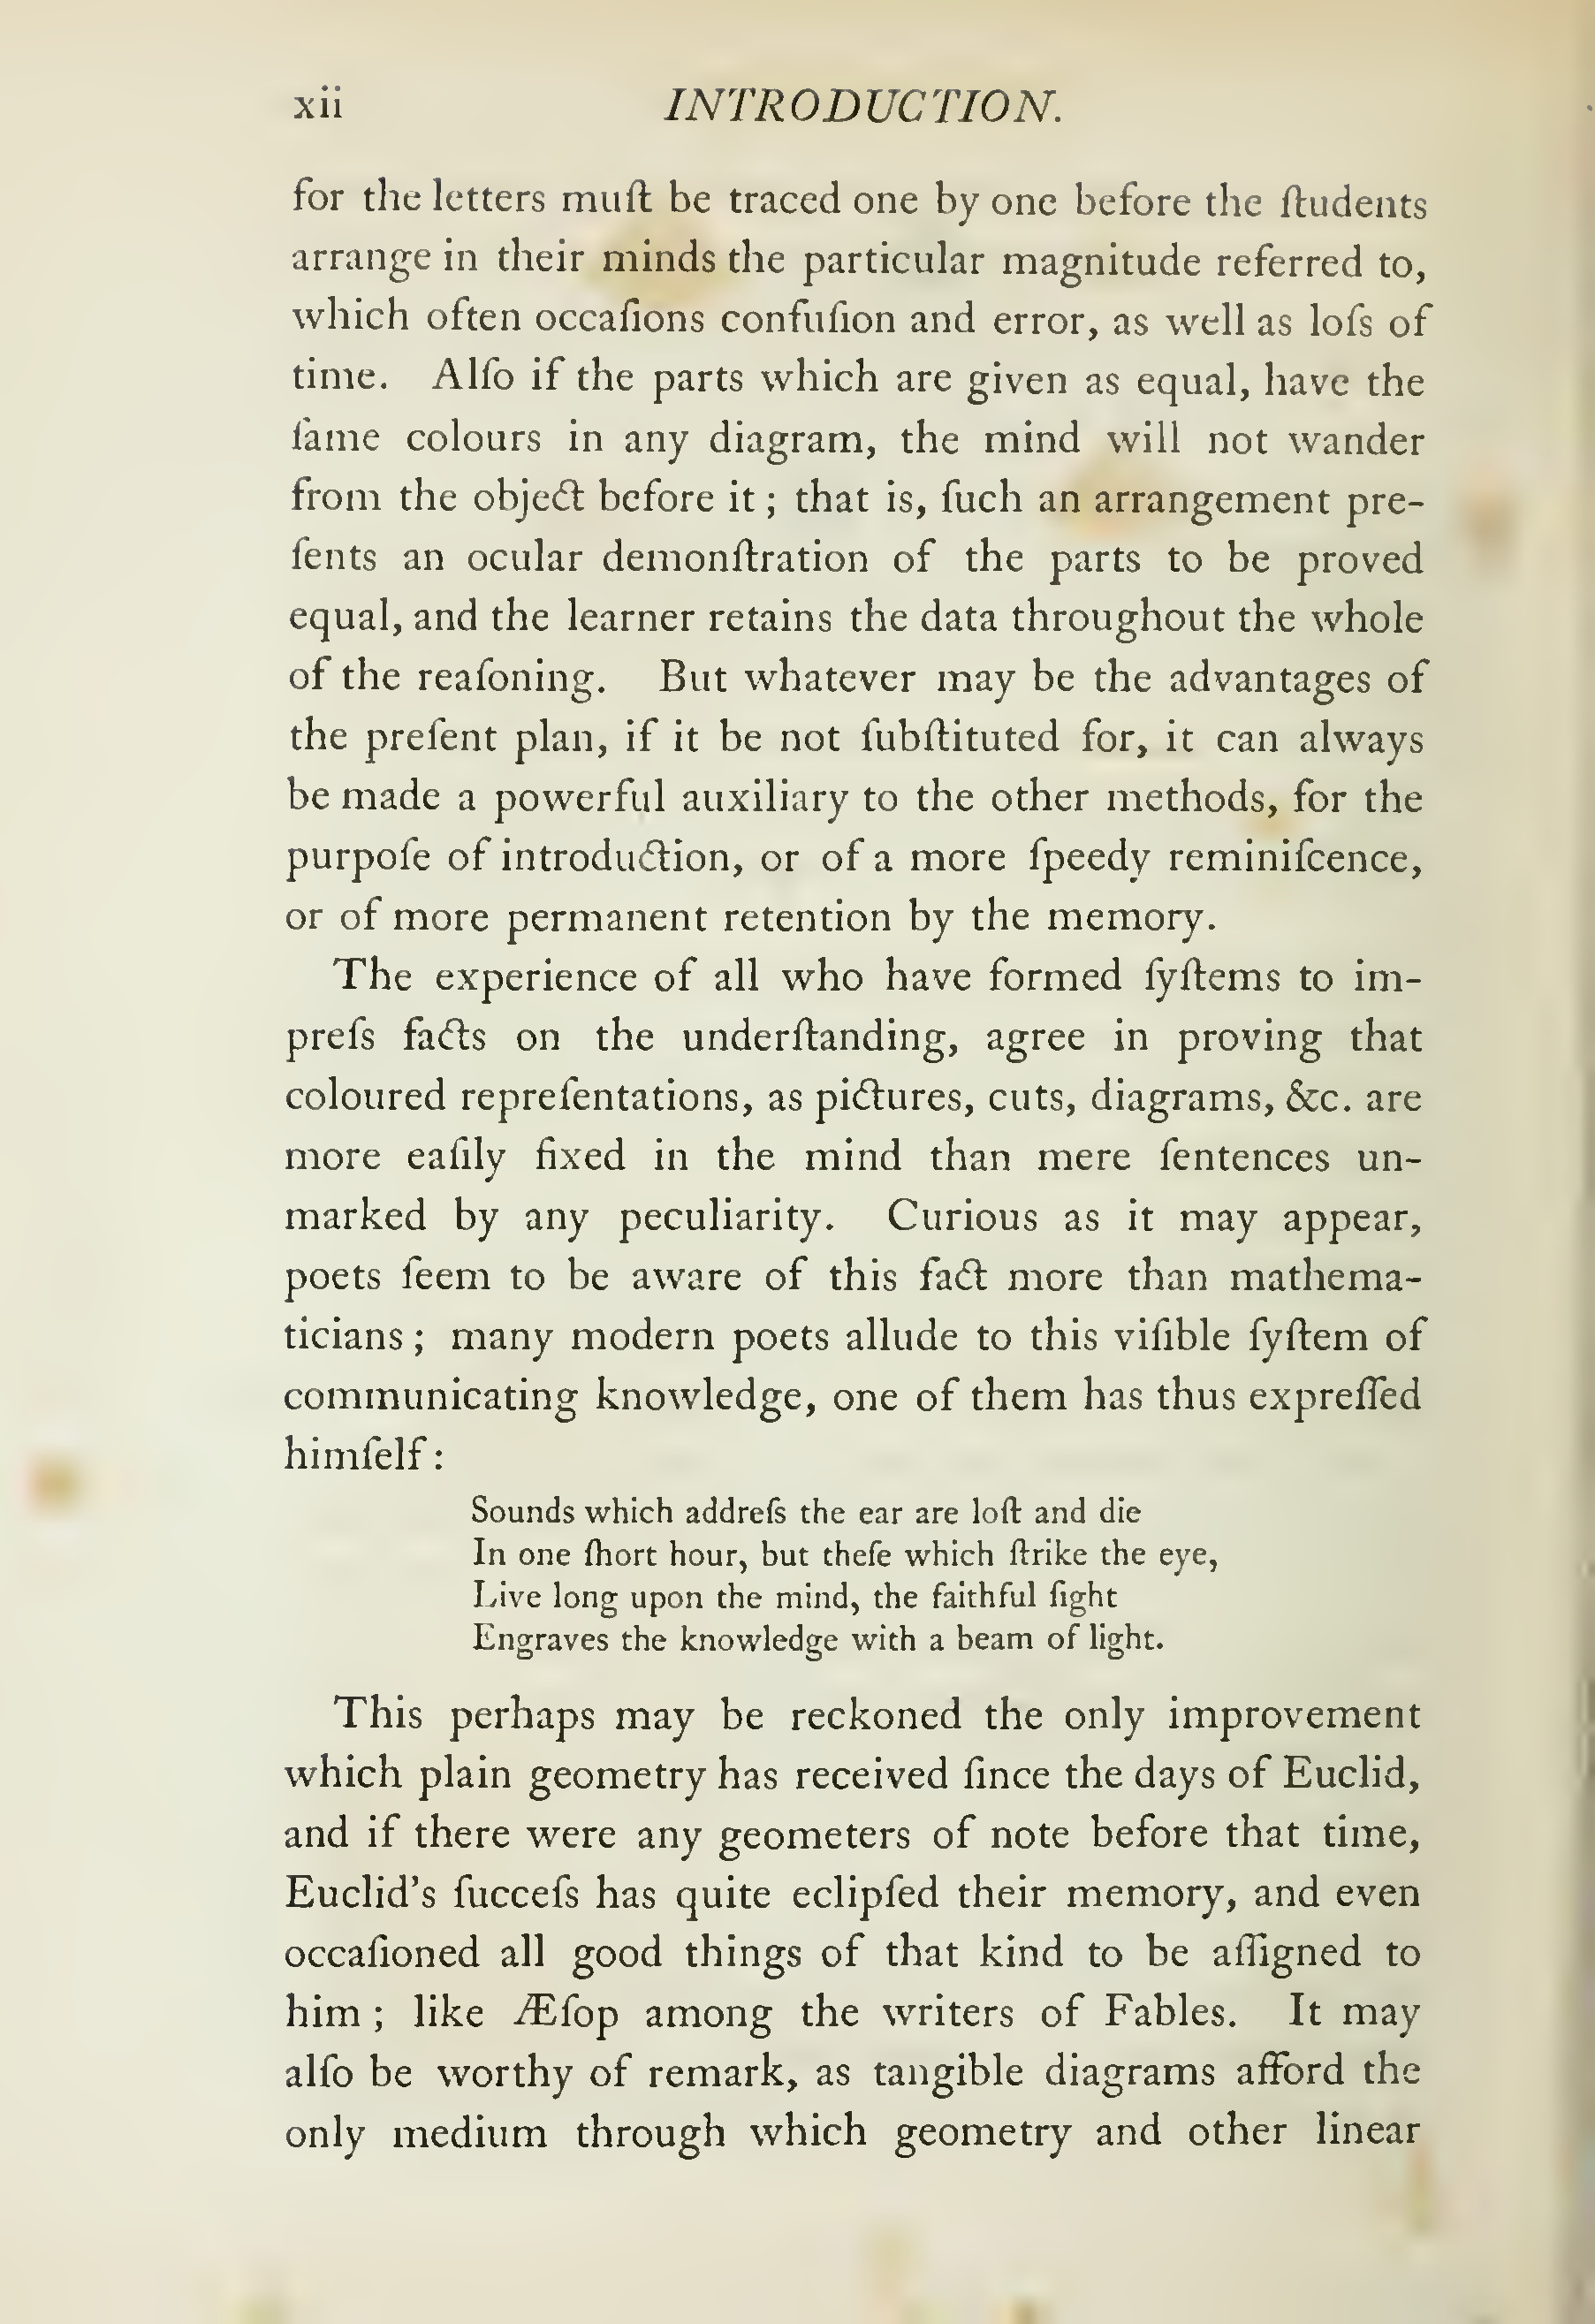 xii INTRODUCTION.
for the letters muſt be traced one by one before the ſtudents
arrange in their minds the particular magnitude referred to,
which often occaſions confuſion and error, as well as loſs of
time. Alſo if the parts which are given as equal, have the
ſame colours in any diagram, the mind will not wander
from the object before it; that is, ſuch an arrangement pre-
ſents an ocular demonſtration of the parts to be proved
equal, and the learner retains the data throughout the whole
of the reaſoning. But whatever may be the advantages of
the preſent plan, if it be not ſubſtituted for, it can always
be made a powerful auxiliary to the other methods, for the
purpoſe of introduction, or of a more ſpeedy reminiſcence,
or of more permanent retention by the memory.
The experience of all who have formed ſyſtems to im-
preſs facts on the underſtanding, agree in proving that
coloured repreſentations, as pictures, cuts, diagrams, &c. are
more eaſily fixed in the mind than mere ſentences un-
marked by any peculiarity. Curious as it may appear,
poets ſeem to be aware of this fact more than mathema-
ticians; many modern poets allude to this viſible ſyſtem of
communicating knowledge, one of them has thus expreſſed
himſelf:
Sounds which addreſs the ear are loſt and die
In one ſhort hour, but theſe which ſtrike the eye,
Live long upon the mind, the faithful ſight
Engraves the knowledge with a beam of light.
This perhaps may be reckoned the only improvement
which plain geometry has received ſince the days of Euclid,
and if there were any geometers of note before that time,
Euclid's ſucceſs has quite eclipſed their memory, and even
occaſioned all good things of that kind to be aſſigned to
him; like Æſop among the writers of Fables. It may
alſo be worthy of remark, as tangible diagrams afford the
only medium through which geometry and other linear